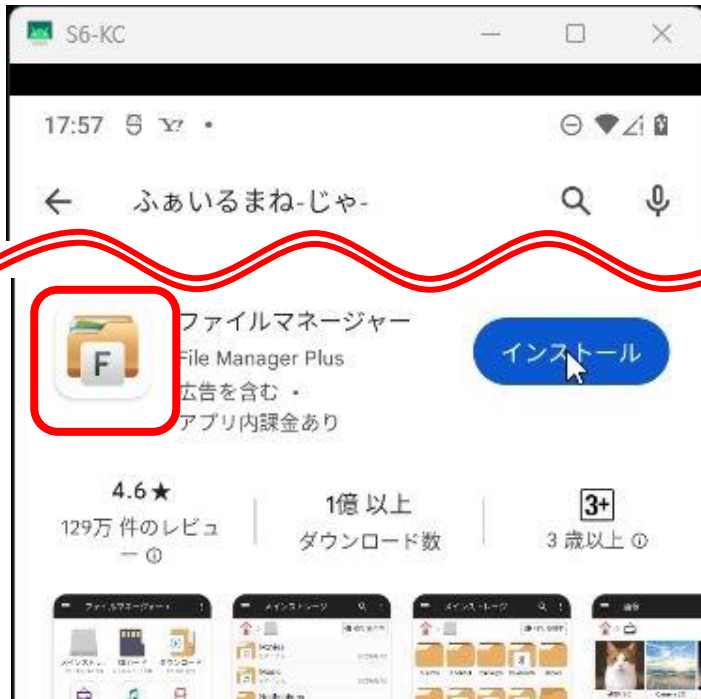 S6-KC
17:57
ふぁいるまね-じゃ-
ファイルマネージャー
File Manager Plus
広告を含む・
アプリ内課金あり
インストール
F
4.6★
129万 件のレビュ
ー
1億 以上
ダウンロード数
3+
3 歳以上
ファイルマネージャー
メインストレージ
メインストレージ
画像